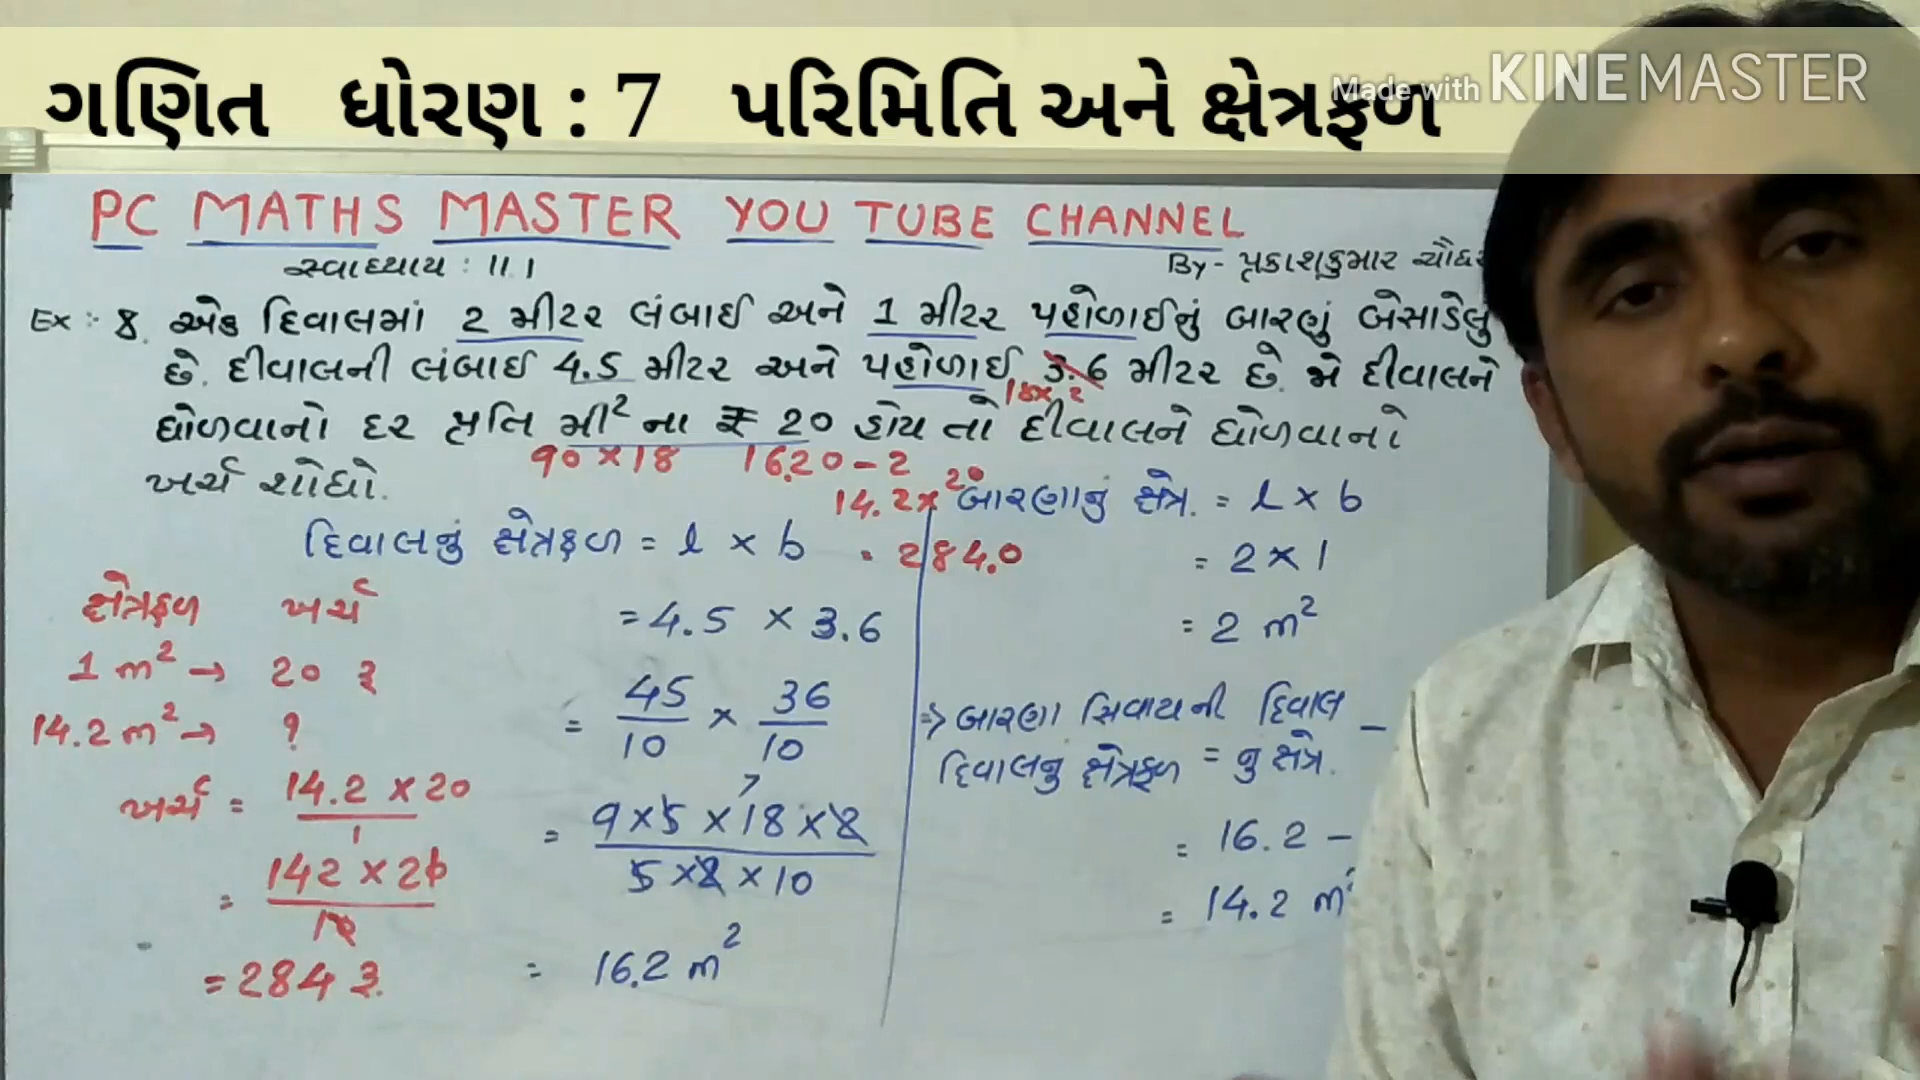 ગણિત ધોરણ : 7 પરિમિતિ અને ક્ષેત્રફળ
Made with KINEMASTER
PC MATHS MASTER YOU TUBE CHANNEL
સ્વાધ્યાય : 11.1
By - પ્રકાશકુમાર
Ex :- 8. એક દિવાલમાં 2 મીટર લંબાઈ અને 1 મીટર પહોળાઈનું બારણું બેસાડેલુ
છે. દીવાલની લંબાઈ 4.5 મીટર અને પહોળાઈ 3.6 મીટર છે. જો દીવાલને
18 x 2
ધોળવાનો દર પ્રતિ મી² ના ₹ 20 હોય તો દીવાલને ધોળવાનો
ખર્ચ શોધો.
90 x 18 16.20 - 2
14.2 x 20
= 284.0
દિવાલનું ક્ષેત્રફળ = l x b
= 4.5 x 3.6
= 45/10 x 36/10
= 9 x 5 x 18 x 2 / 5 x 2 x 10
= 16.2 m²
બારણાનું ક્ષેત્ર. = l x b
= 2 x 1
= 2 m²
=> બારણા સિવાયની દિવાલ -
દિવાલનુ ક્ષેત્રફળ = નુ ક્ષેત્ર.
= 16.2 -
= 14.2 m²
ક્ષેત્રફળ ખર્ચ
1 m² → 20 રૂ
14.2 m² → ?
ખર્ચ = 14.2 x 20 / 1
= 142 x 20 / 10
= 284 રૂ.